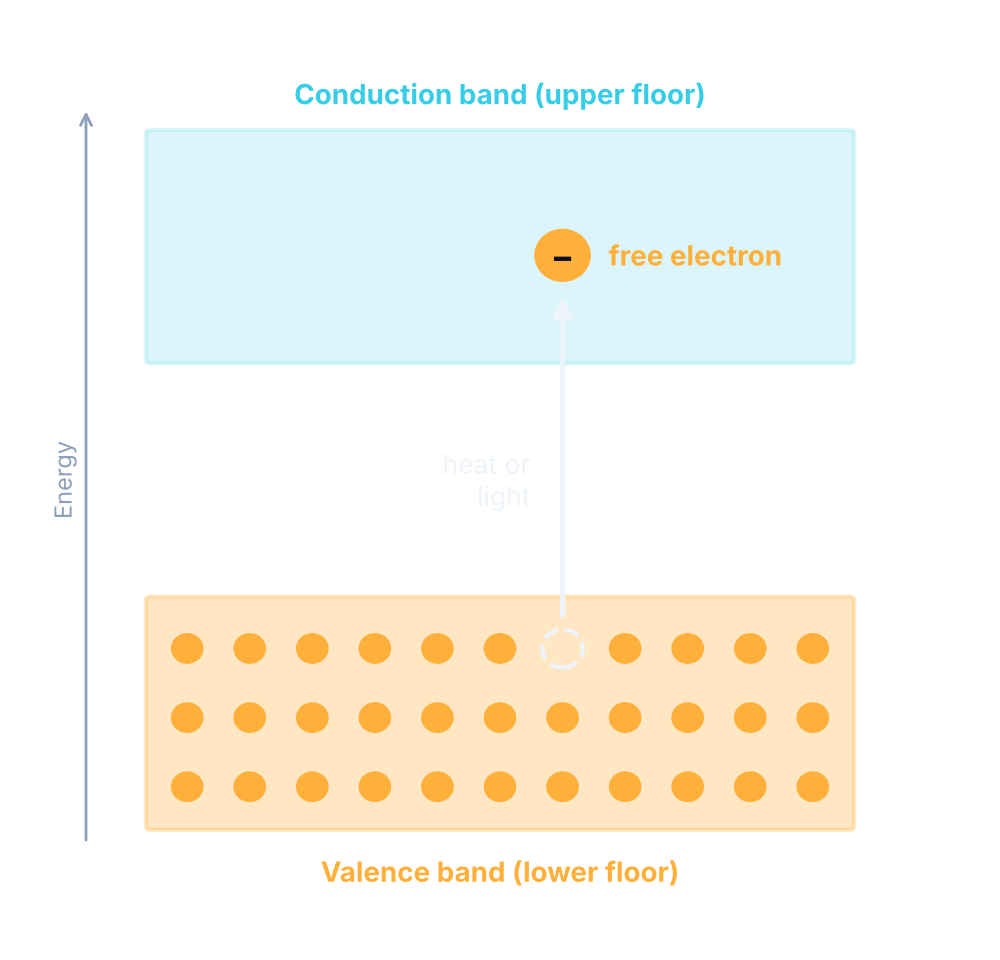 Conduction band (upper floor)
–
free electron
heat or
light
Energy
Valence band (lower floor)